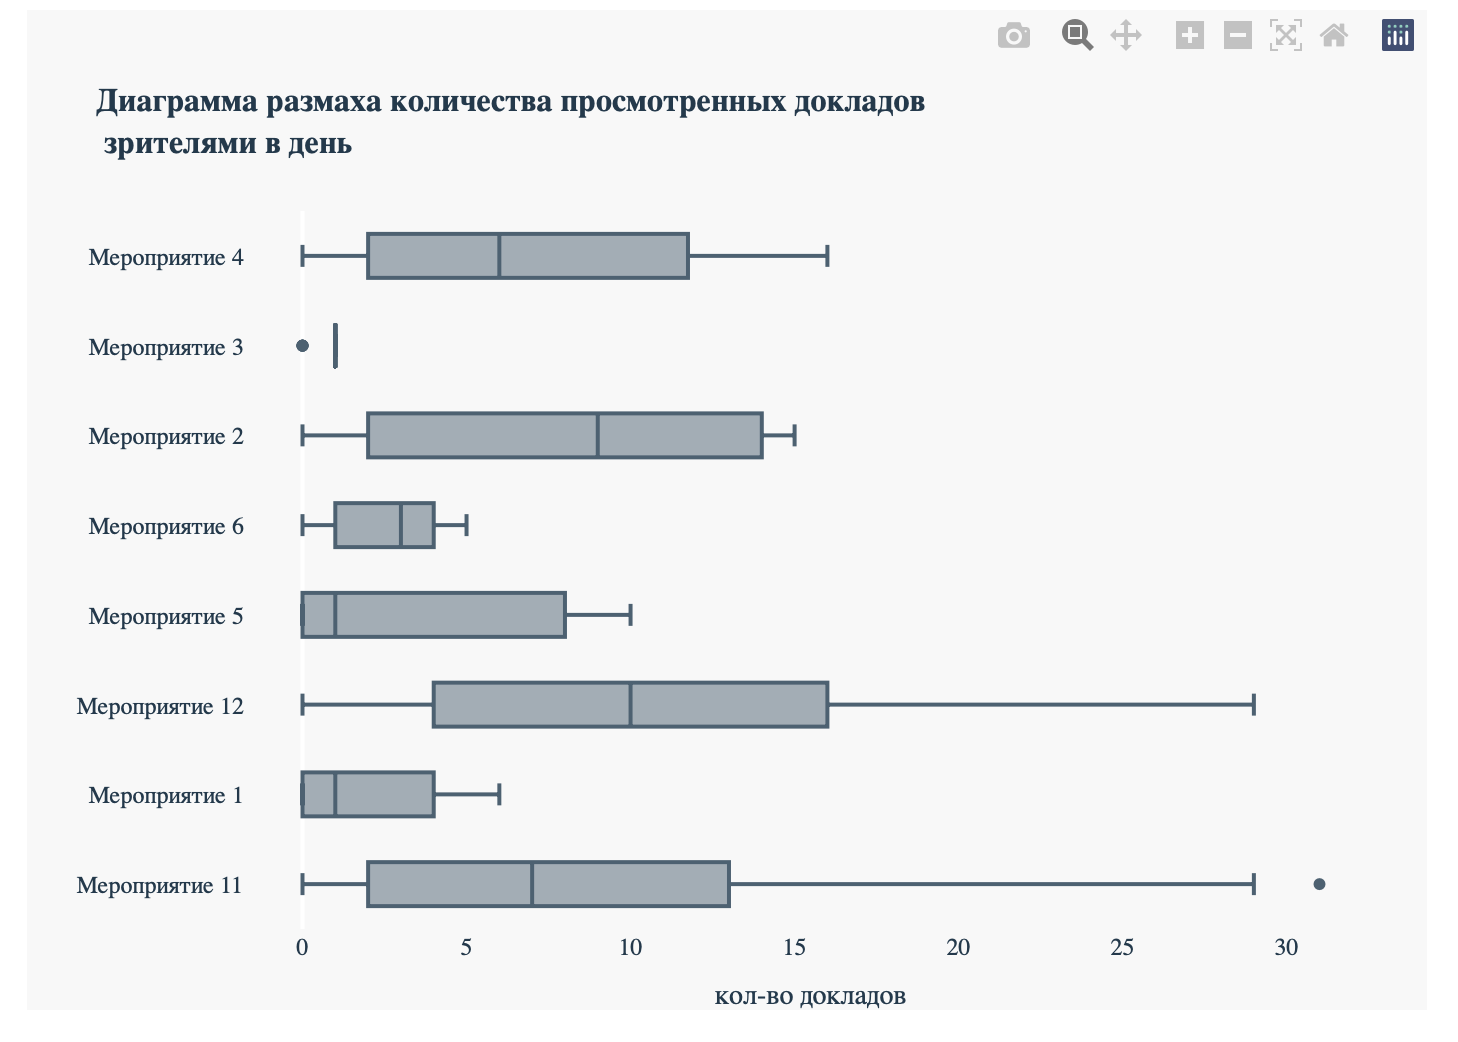 Диаграмма размаха количества просмотренных докладов
зрителями в день
Мероприятие 4
Мероприятие 3
Мероприятие 2
Мероприятие 6
Мероприятие 5
Мероприятие 12
Мероприятие 1
Мероприятие 11
0 5 10 15 20 25 30
кол-во докладов